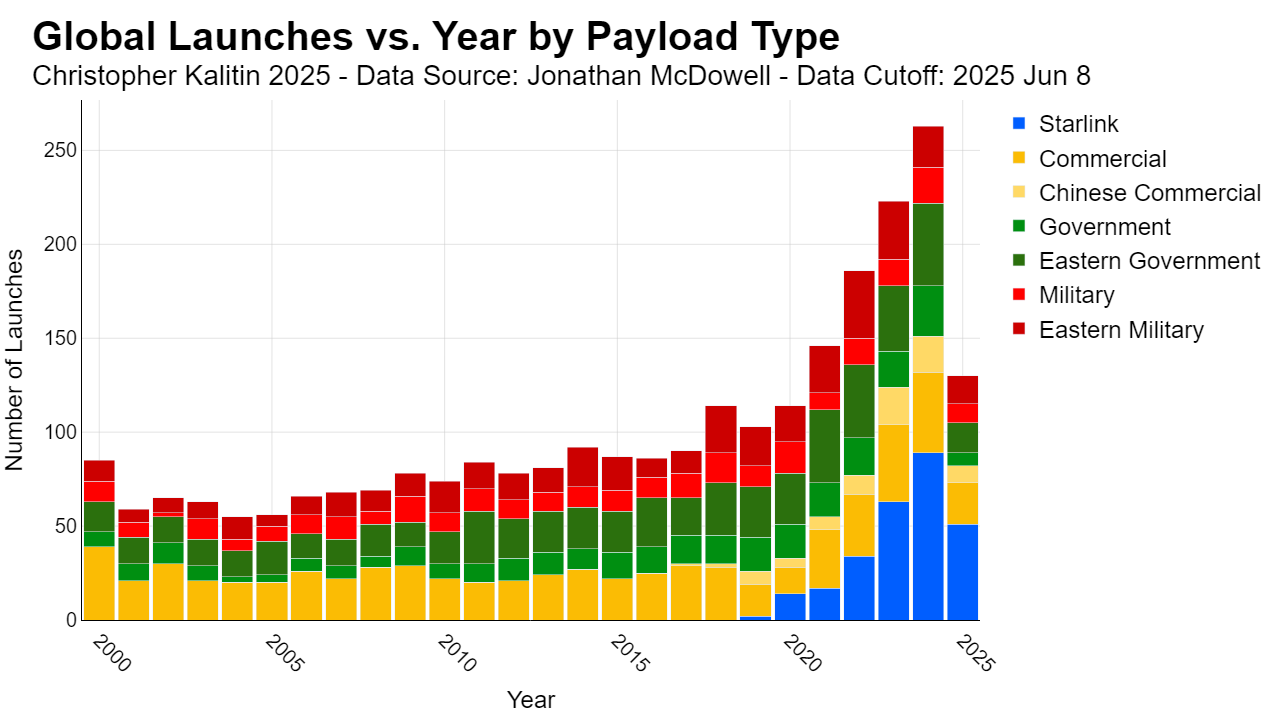 Global Launches vs. Year by Payload Type
Christopher Kalitin 2025 - Data Source: Jonathan McDowell - Data Cutoff: 2025 Jun 8
Number of Launches
250
200
150
100
50
0
2000
2005
2010
2015
2020
2025
Year
Starlink
Commercial
Chinese Commercial
Government
Eastern Government
Military
Eastern Military